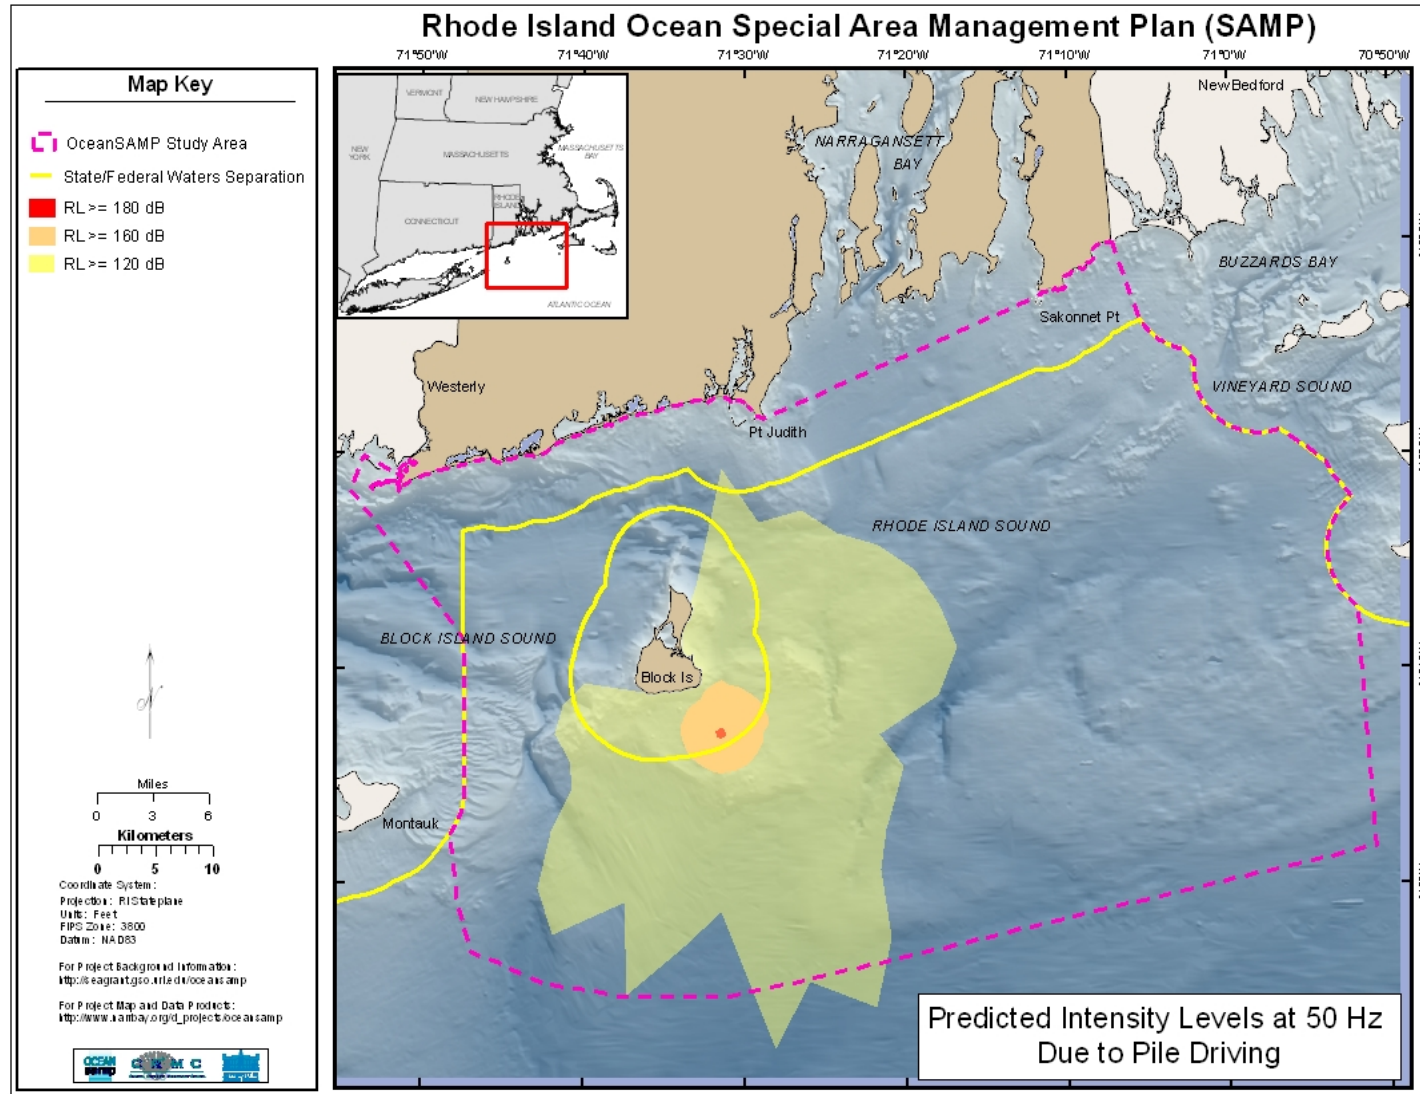 Rhode Island Ocean Special Area Management Plan (SAMP)
71°50'W 71°40'W 71°30'W 71°20'W 71°10'W 71°0'W 70°50'W
Map Key
OceanSAMP Study Area
State/Federal Waters Separation
RL >= 180 dB
RL >= 160 dB
RL >= 120 dB
Miles
0 3 6
Kilometers
0 5 10
Coordinate System:
Projection: RI Stateplane
Units: Feet
FIPS Zone: 3800
Datum: NAD83
For Project Background Information:
http://seagrant.gso.uri.edu/oceansamp
For Project Map and Data Products:
http://www.narrbay.org/d_projects/oceansamp
OCEAN
samp
C R M C
VERMONT
NEW HAMPSHIRE
NEW
YORK
MASSACHUSETTS
MASSACHUSETTS
BAY
CONNECTICUT
RHODE
ISLAND
ATLANTIC OCEAN
New Bedford
NARRAGANSETT
BAY
BUZZARDS BAY
Sakonnet Pt
Westerly
VINEYARD SOUND
Pt Judith
RHODE ISLAND SOUND
BLOCK ISLAND SOUND
Block Is
Montauk
Predicted Intensity Levels at 50 Hz
Due to Pile Driving